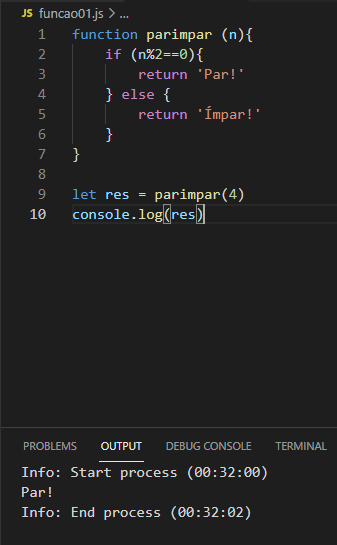 JS funcao01.js > ...
1 function parimpar (n){
2     if (n%2==0){
3         return 'Par!'
4     } else {
5         return 'Ímpar!'
6     }
7 }
8
9 let res = parimpar(4)
10 console.log(res)
PROBLEMS OUTPUT DEBUG CONSOLE TERMINAL
Info: Start process (00:32:00)
Par!
Info: End process (00:32:02)